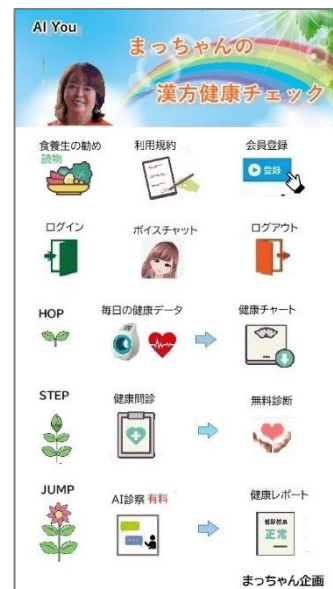 AI You
まっちゃんの
漢方健康チェック
食養生の勧め
読物
利用規約
会員登録
登録
ログイン
ボイスチャット
ログアウト
HOP
毎日の健康データ
健康チャート
STEP
健康問診
無料診断
JUMP
AI診察 有料
健康レポート
正常
まっちゃん企画